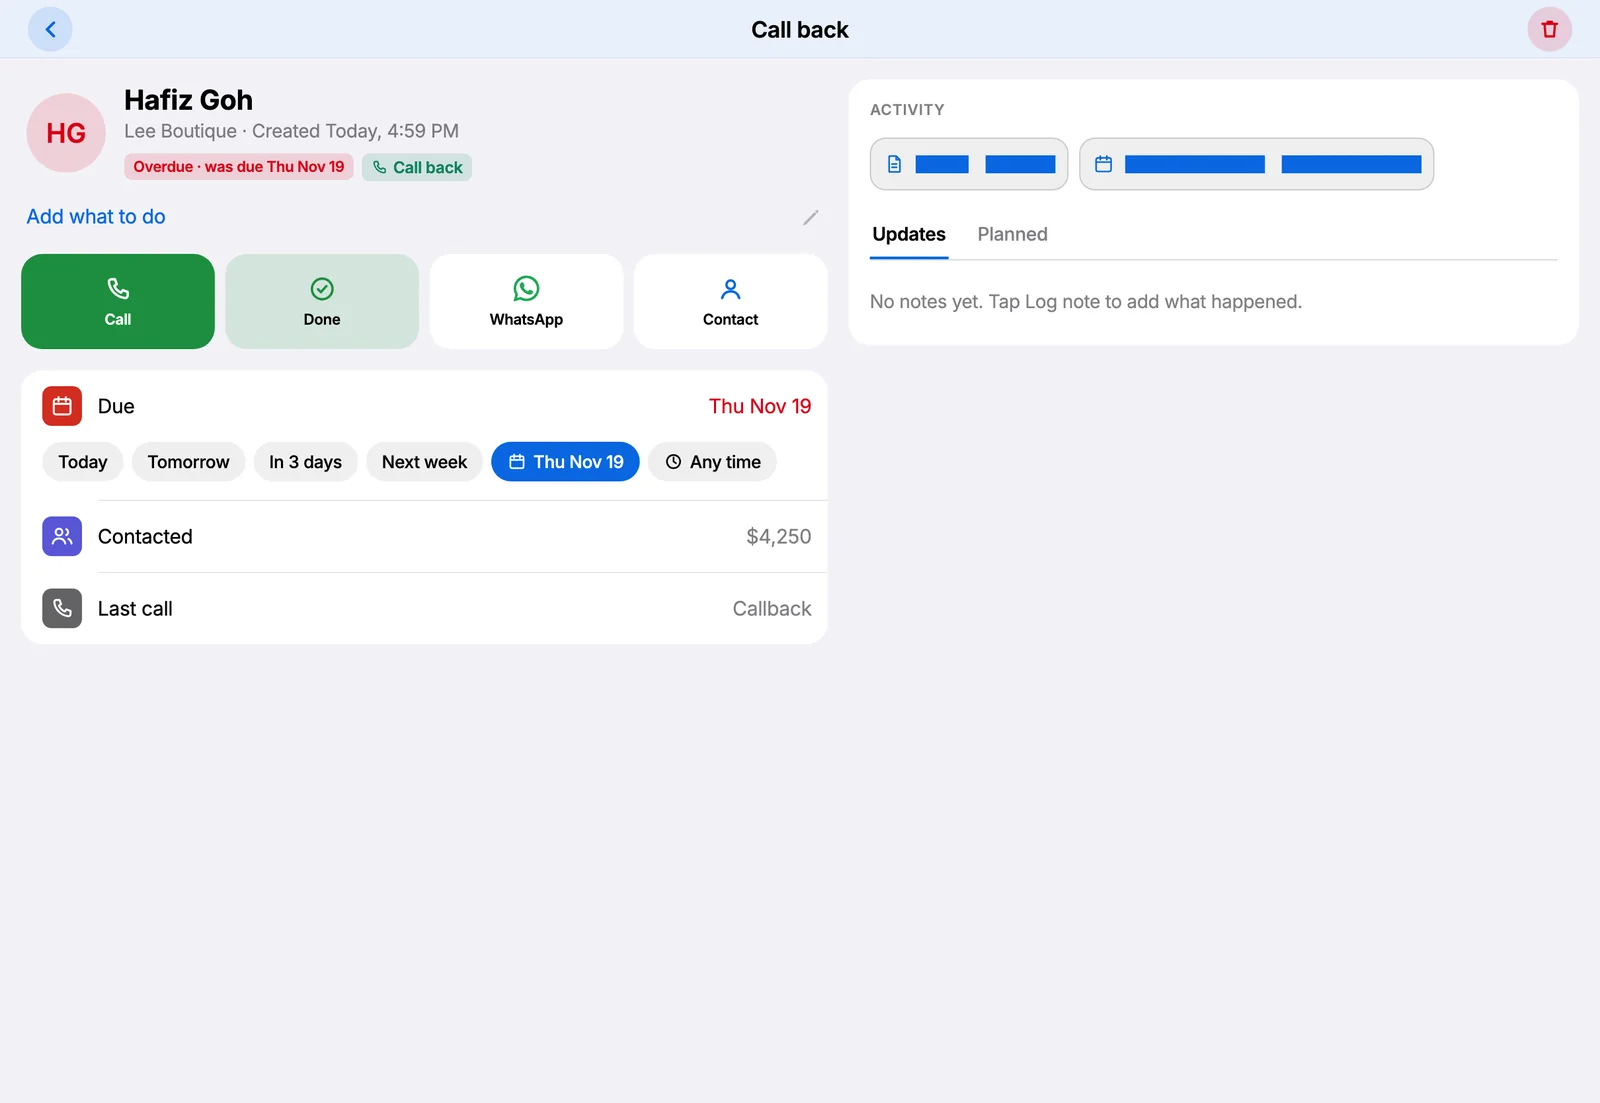 Call back
HG
Hafiz Goh
Lee Boutique · Created Today, 4:59 PM
Overdue · was due Thu Nov 19
Call back
Add what to do
Call
Done
WhatsApp
Contact
Due
Thu Nov 19
Today
Tomorrow
In 3 days
Next week
Thu Nov 19
Any time
Contacted
$4,250
Last call
Callback
ACTIVITY
Updates
Planned
No notes yet. Tap Log note to add what happened.